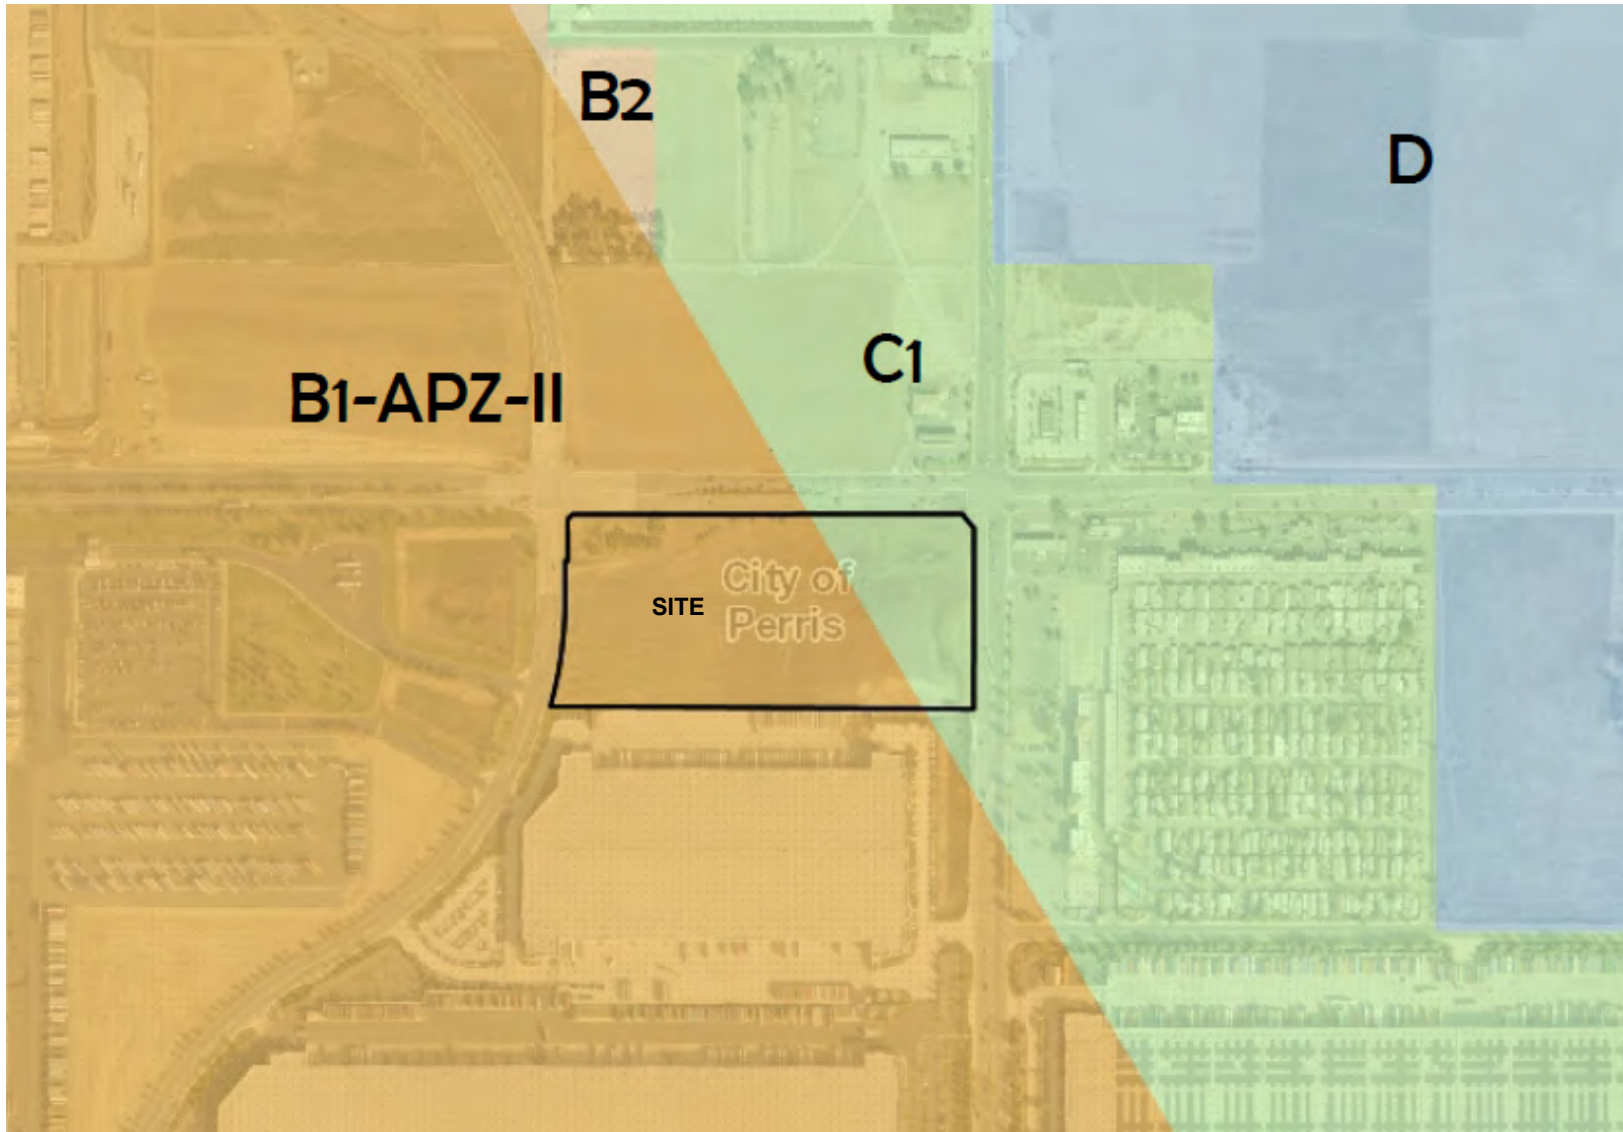 B2
D
C1
B1-APZ-II
City of
Perris
SITE